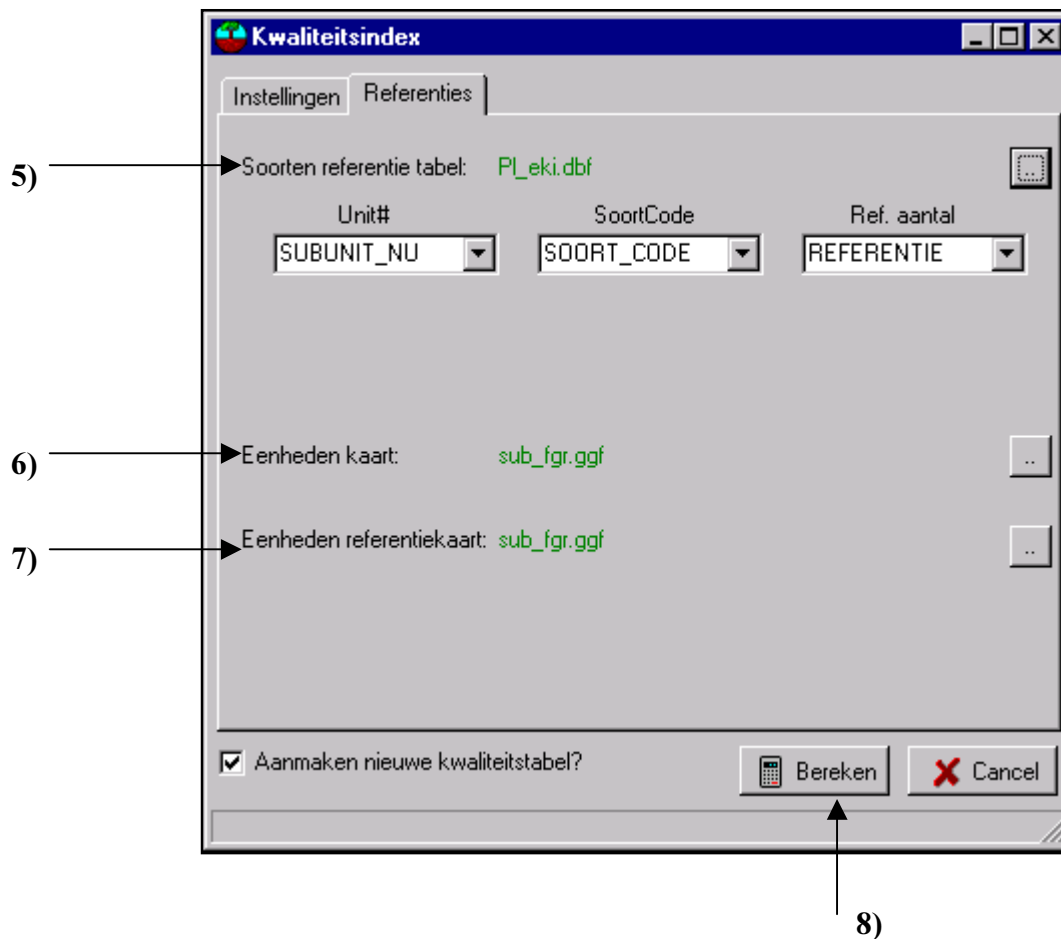 Kwaliteitsindex
Instellingen Referenties
5) Soorten referentie tabel: Pl_eki.dbf ..
Unit# SoortCode Ref. aantal
SUBUNIT_NU SOORT_CODE REFERENTIE
6) Eenheden kaart: sub_fgr.ggf ..
7) Eenheden referentiekaart: sub_fgr.ggf ..
Aanmaken nieuwe kwaliteitstabel? Bereken Cancel
8)